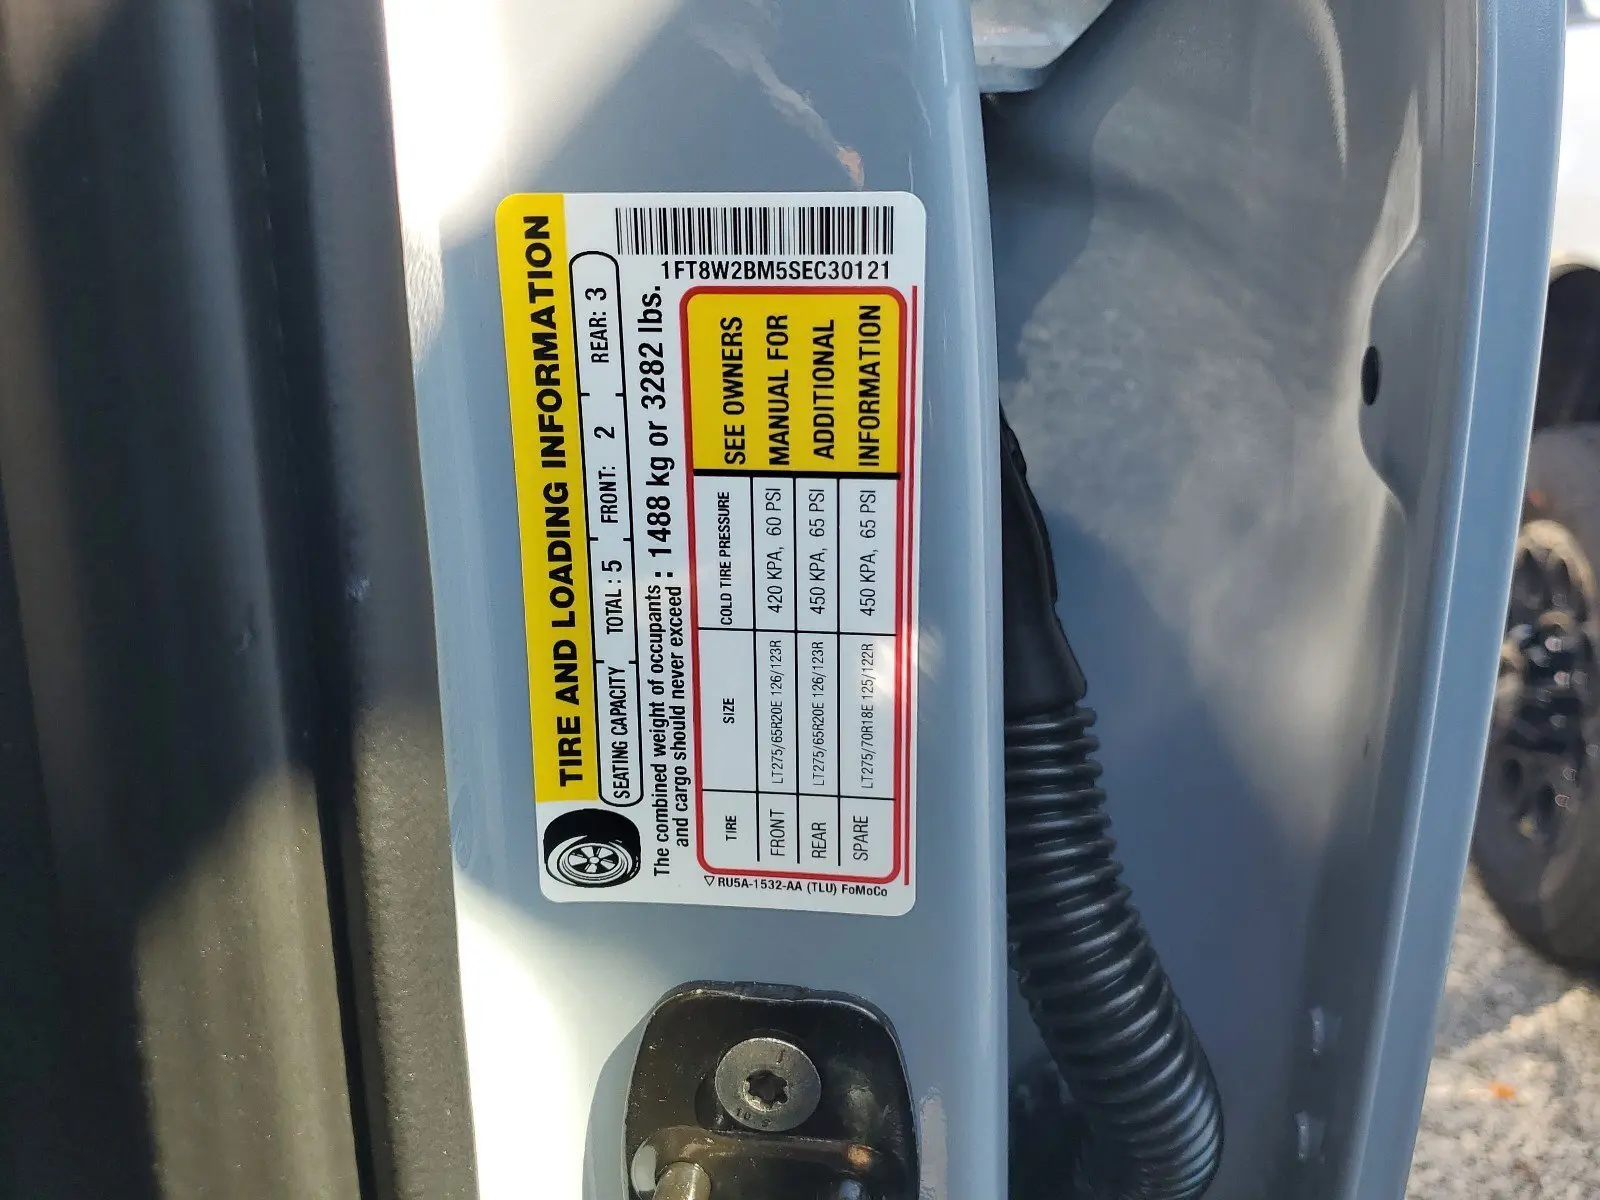 TIRE AND LOADING INFORMATION
SEATING CAPACITY TOTAL : 5 FRONT: 2 REAR: 3
The combined weight of occupants
and cargo should never exceed : 1488 kg or 3282 lbs.
1FT8W2BM5SEC30121
TIRE SIZE COLD TIRE PRESSURE
FRONT LT275/65R20E 126/123R 420 KPA, 60 PSI
REAR LT275/65R20E 126/123R 450 KPA, 65 PSI
SPARE LT275/70R18E 125/122R 450 KPA, 65 PSI
SEE OWNERS
MANUAL FOR
ADDITIONAL
INFORMATION
RU5A-1532-AA (TLU) FoMoCo